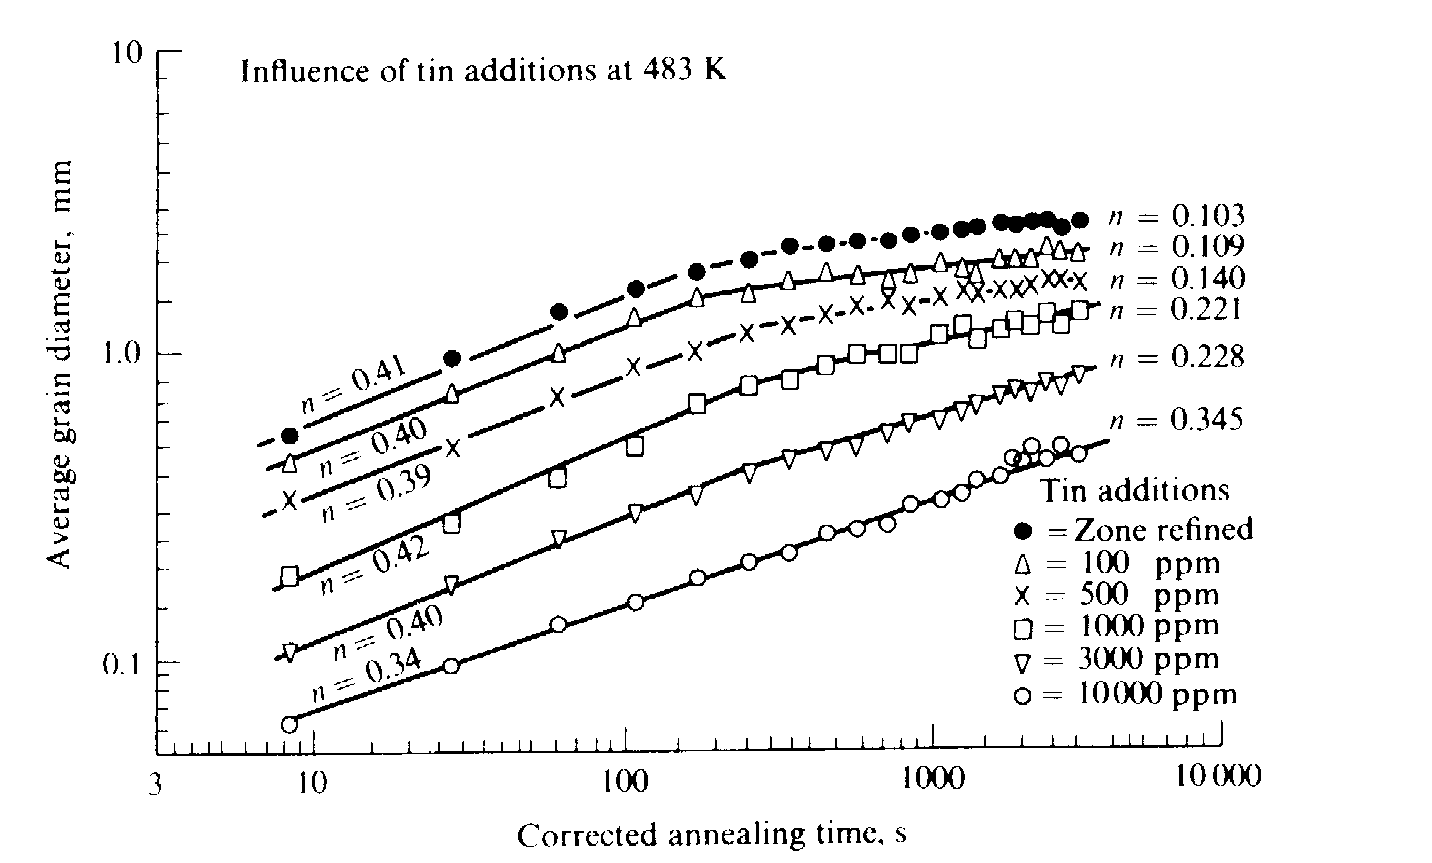 10
Influence of tin additions at 483 K
Average grain diameter, mm
n = 0.103
n = 0.109
n = 0.140
n = 0.221
1.0
n = 0.228
n = 0.41
n = 0.40
n = 0.345
n = 0.39
Tin additions
= Zone refined
n = 0.42
= 100 ppm
= 500 ppm
n = 0.40
= 1000 ppm
0.1
n = 0.34
= 3000 ppm
= 10 000 ppm
3 10 100 1000 10 000
Corrected annealing time, s